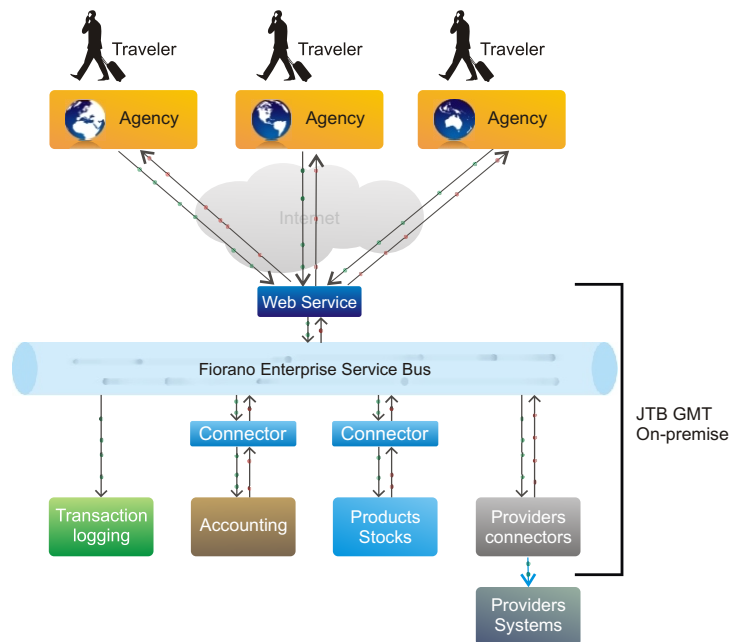 Traveler
Traveler
Traveler
Agency
Agency
Agency
Internet
Web Service
Fiorano Enterprise Service Bus
Connector
Connector
JTB GMT
On-premise
Transaction
logging
Accounting
Products
Stocks
Providers
connectors
Providers
Systems